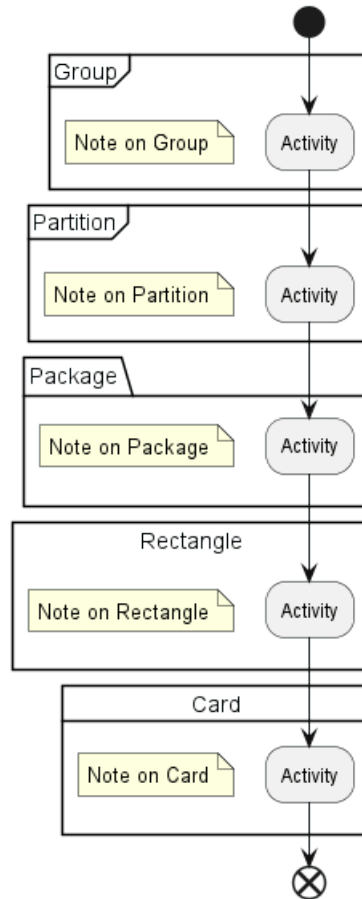 Group
Note on Group
Activity
Partition
Note on Partition
Activity
Package
Note on Package
Activity
Rectangle
Note on Rectangle
Activity
Card
Note on Card
Activity